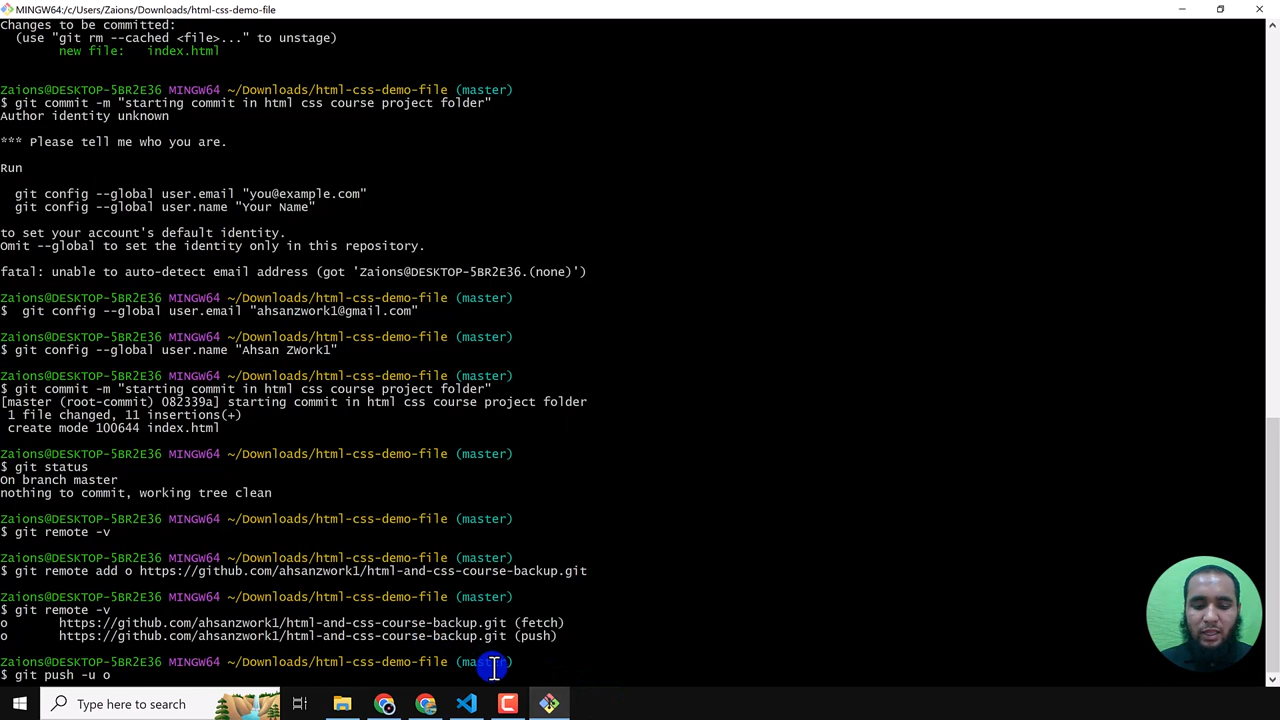 MINGW64:/c/Users/Zaions/Downloads/html-css-demo-file
Changes to be committed:
  (use "git rm --cached <file>..." to unstage)
        new file:   index.html
Zaions@DESKTOP-5BR2E36 MINGW64 ~/Downloads/html-css-demo-file (master)
$ git commit -m "starting commit in html css course project folder"
Author identity unknown
*** Please tell me who you are.
Run
  git config --global user.email "you@example.com"
  git config --global user.name "Your Name"
to set your account's default identity.
Omit --global to set the identity only in this repository.
fatal: unable to auto-detect email address (got 'Zaions@DESKTOP-5BR2E36.(none)')
Zaions@DESKTOP-5BR2E36 MINGW64 ~/Downloads/html-css-demo-file (master)
$  git config --global user.email "ahsanzwork1@gmail.com"
Zaions@DESKTOP-5BR2E36 MINGW64 ~/Downloads/html-css-demo-file (master)
$ git config --global user.name "Ahsan Zwork1"
Zaions@DESKTOP-5BR2E36 MINGW64 ~/Downloads/html-css-demo-file (master)
$ git commit -m "starting commit in html css course project folder"
[master (root-commit) 082339a] starting commit in html css course project folder
 1 file changed, 11 insertions(+)
 create mode 100644 index.html
Zaions@DESKTOP-5BR2E36 MINGW64 ~/Downloads/html-css-demo-file (master)
$ git status
On branch master
nothing to commit, working tree clean
Zaions@DESKTOP-5BR2E36 MINGW64 ~/Downloads/html-css-demo-file (master)
$ git remote -v
Zaions@DESKTOP-5BR2E36 MINGW64 ~/Downloads/html-css-demo-file (master)
$ git remote add o https://github.com/ahsanzwork1/html-and-css-course-backup.git
Zaions@DESKTOP-5BR2E36 MINGW64 ~/Downloads/html-css-demo-file (master)
$ git remote -v
o       https://github.com/ahsanzwork1/html-and-css-course-backup.git (fetch)
o       https://github.com/ahsanzwork1/html-and-css-course-backup.git (push)
Zaions@DESKTOP-5BR2E36 MINGW64 ~/Downloads/html-css-demo-file (master)
$ git push -u o
Type here to search